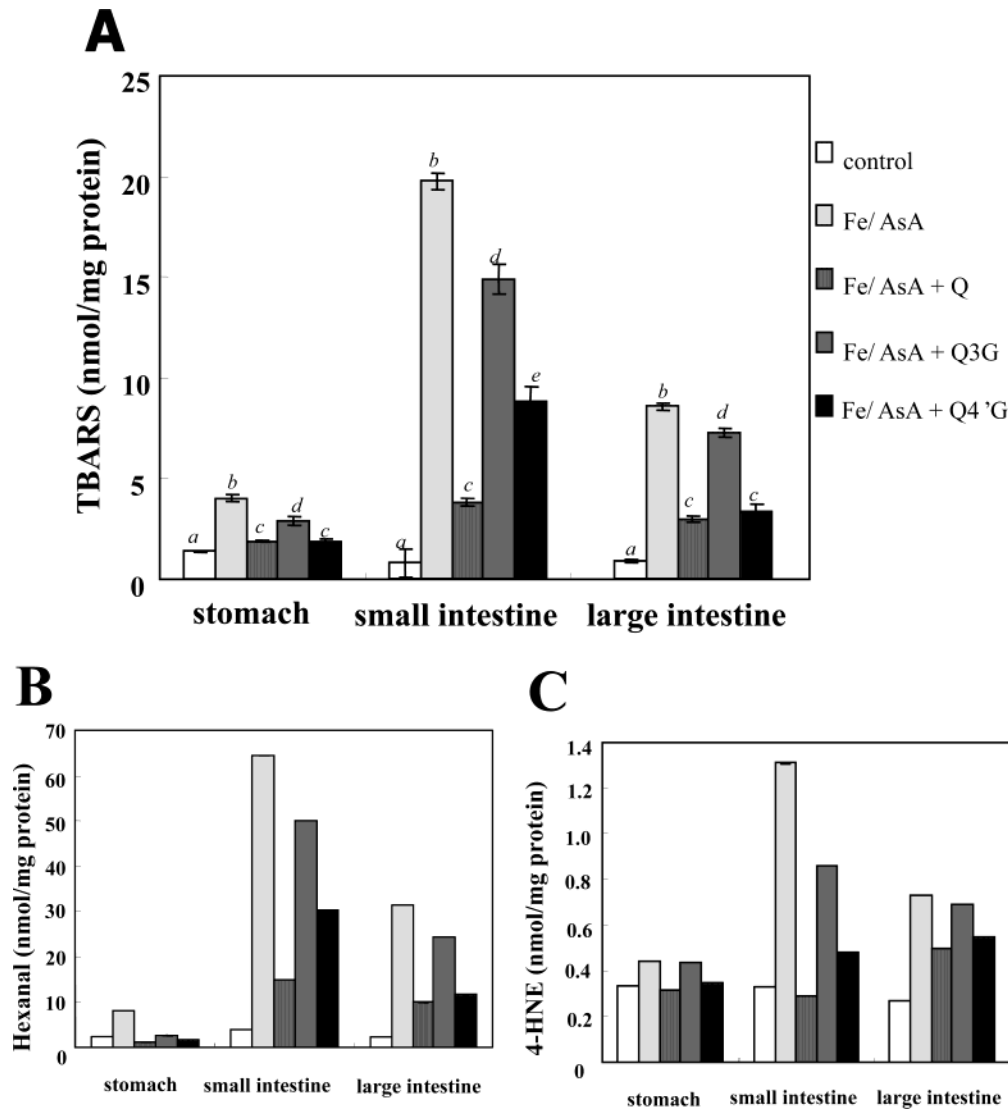 A
TBARS (nmol/mg protein)
25
20
15
10
5
0
a
b
c
d
c
a
b
c
d
e
a
b
c
d
c
stomach
small intestine
large intestine
control
Fe/ AsA
Fe/ AsA + Q
Fe/ AsA + Q3G
Fe/ AsA + Q4 ’G
B
Hexanal (nmol/mg protein)
70
60
50
40
30
20
10
0
stomach
small intestine
large intestine
C
4-HNE (nmol/mg protein)
1.4
1.2
1.0
0.8
0.6
0.4
0.2
0.0
stomach
small intestine
large intestine